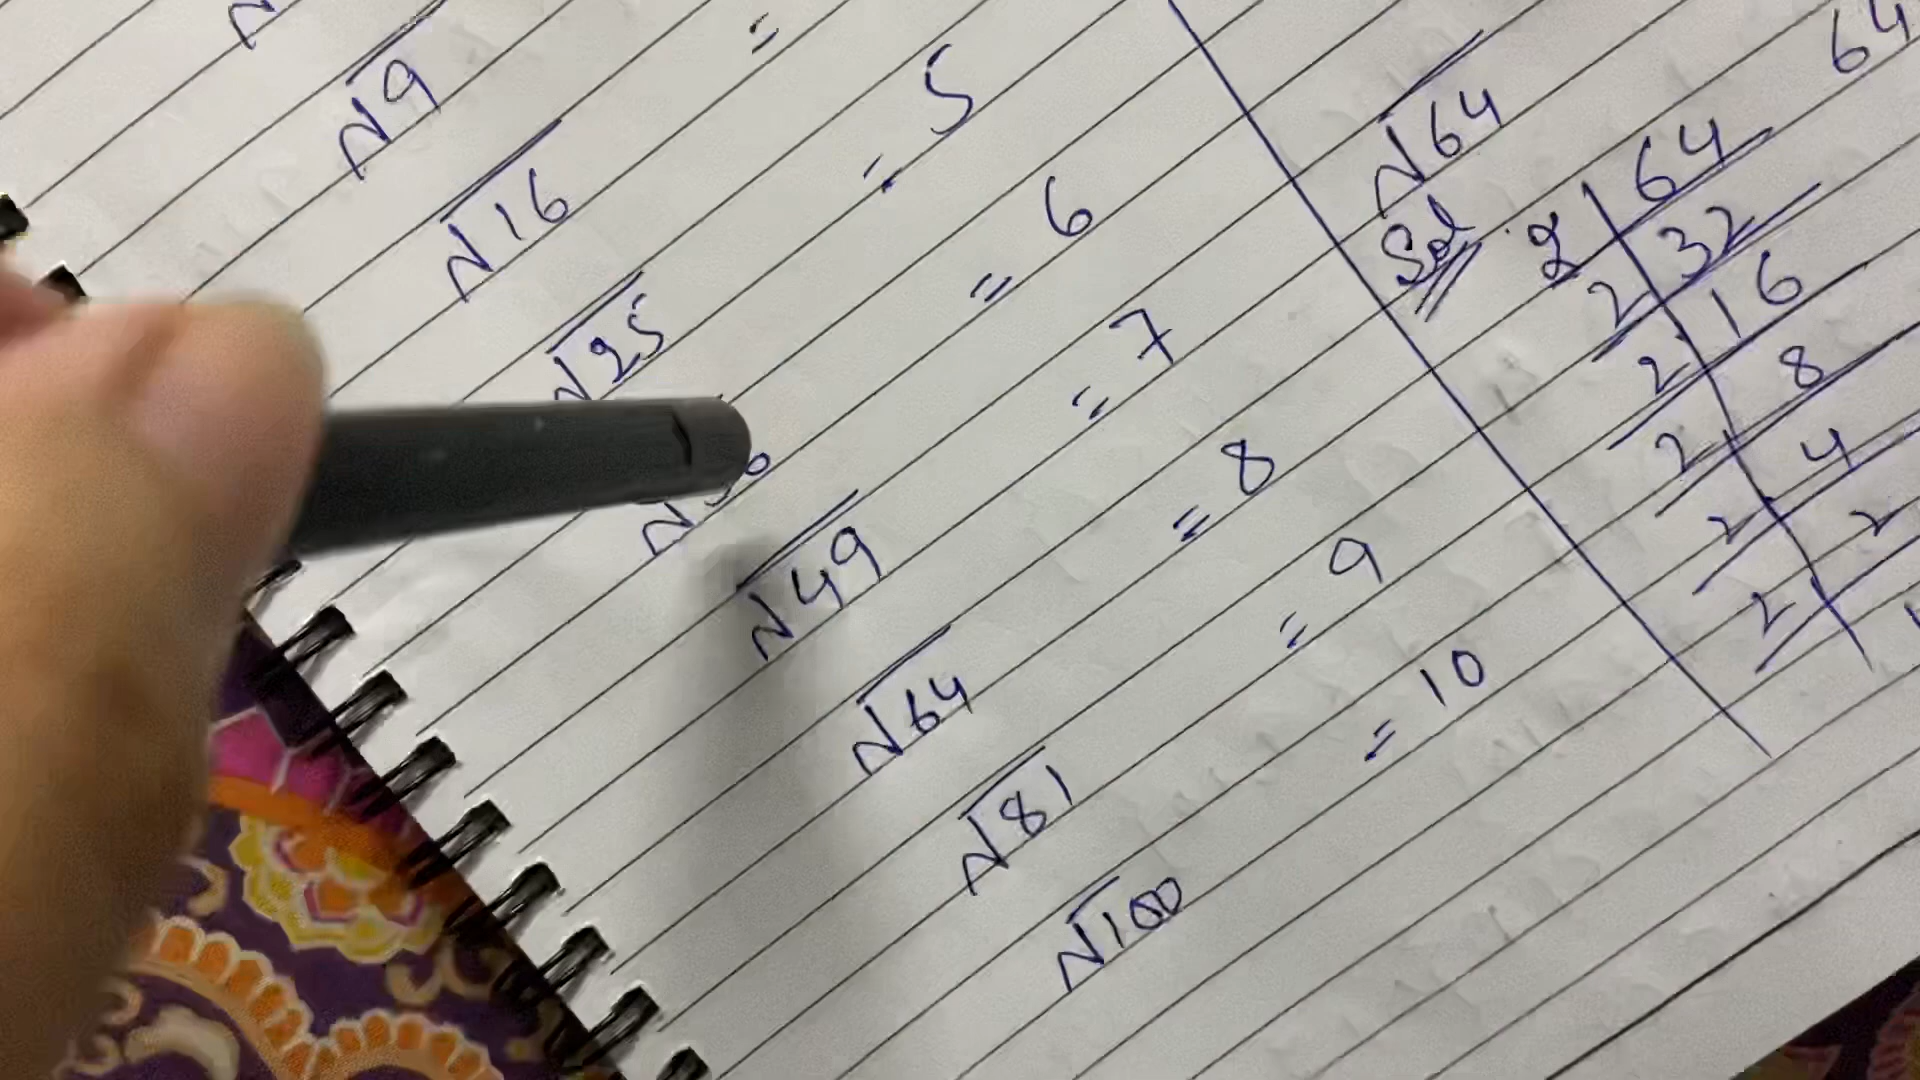 √9
√16 =
√25 = 5
√36 = 6
√49 = 7
√64 = 8
√81 = 9
√100 = 10
64
√64
Sol 2 | 64
2 | 32
2 | 16
2 | 8
2 | 4
2 | 2